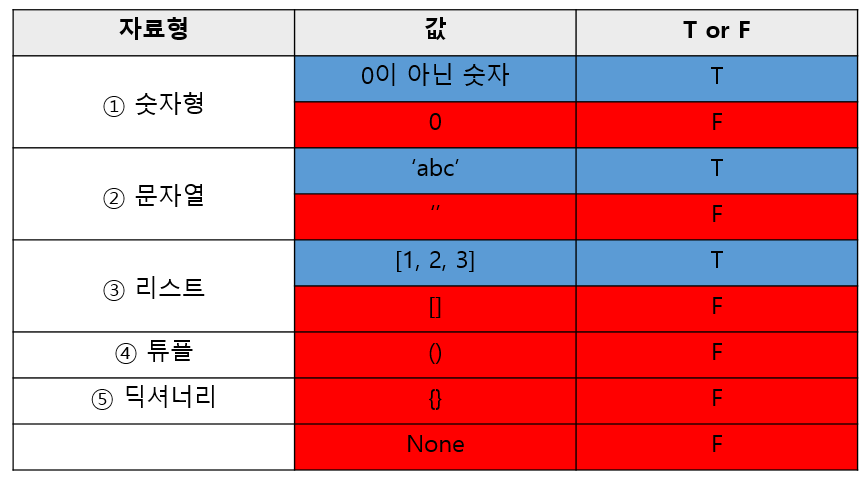 자료형 값 T or F
① 숫자형 0이 아닌 숫자 T
0 F
② 문자열 ‘abc’ T
‘’ F
③ 리스트 [1, 2, 3] T
[] F
④ 튜플 () F
⑤ 딕셔너리 {} F
None F